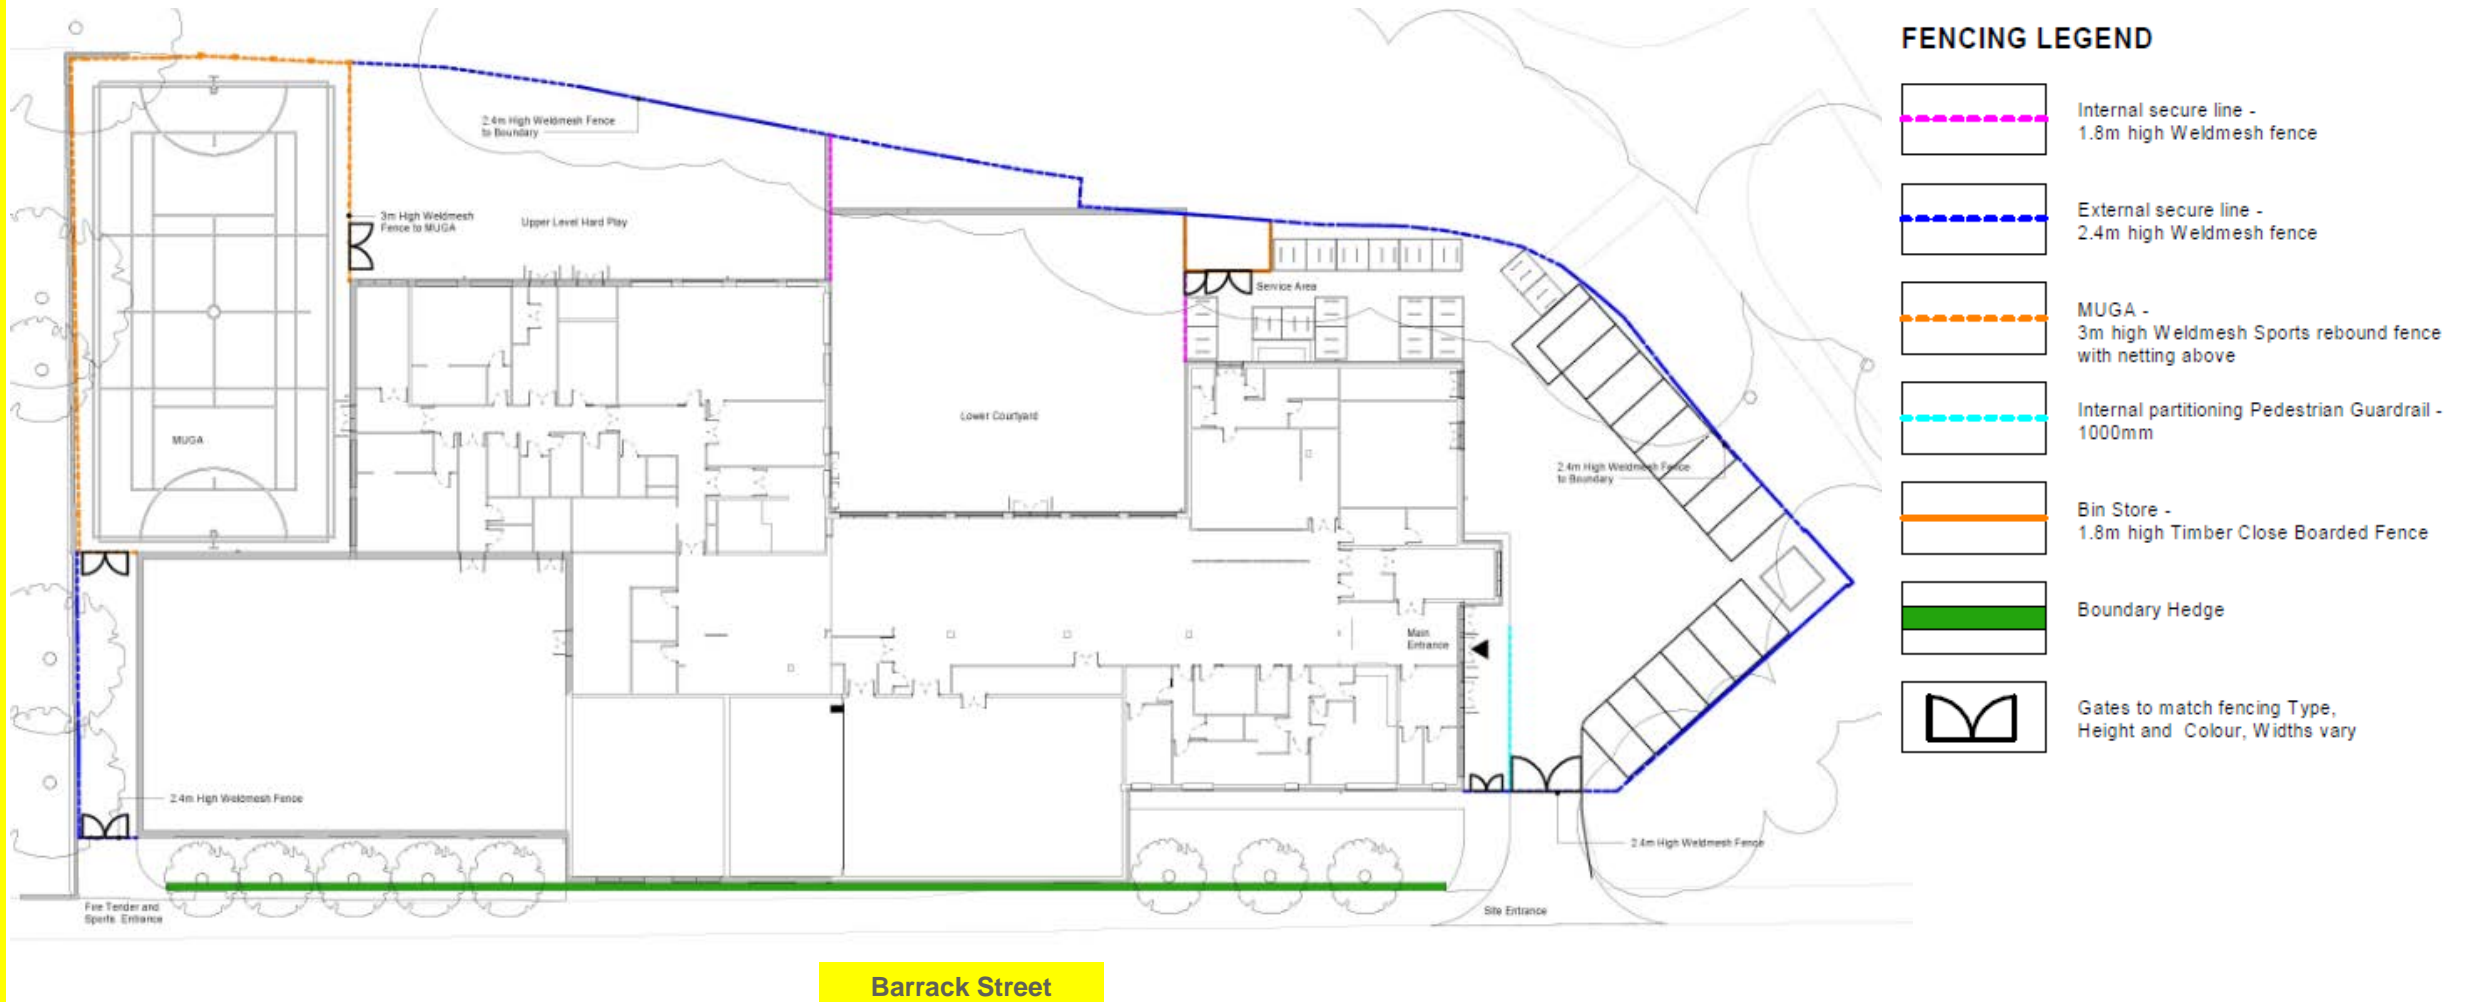 2.4m High Weldmesh Fence
to Boundary
3m High Weldmesh
Fence to MUGA
Upper Level Hard Play
Service Area
MUGA
Lower Courtyard
2.4m High Weldmesh Fence
to Boundary
Main
Entrance
2.4m High Weldmesh Fence
2.4m High Weldmesh Fence
Fire Tender and
Sports Entrance
Site Entrance
Barrack Street
FENCING LEGEND
Internal secure line -
1.8m high Weldmesh fence
External secure line -
2.4m high Weldmesh fence
MUGA -
3m high Weldmesh Sports rebound fence
with netting above
Internal partitioning Pedestrian Guardrail -
1000mm
Bin Store -
1.8m high Timber Close Boarded Fence
Boundary Hedge
Gates to match fencing Type,
Height and Colour, Widths vary